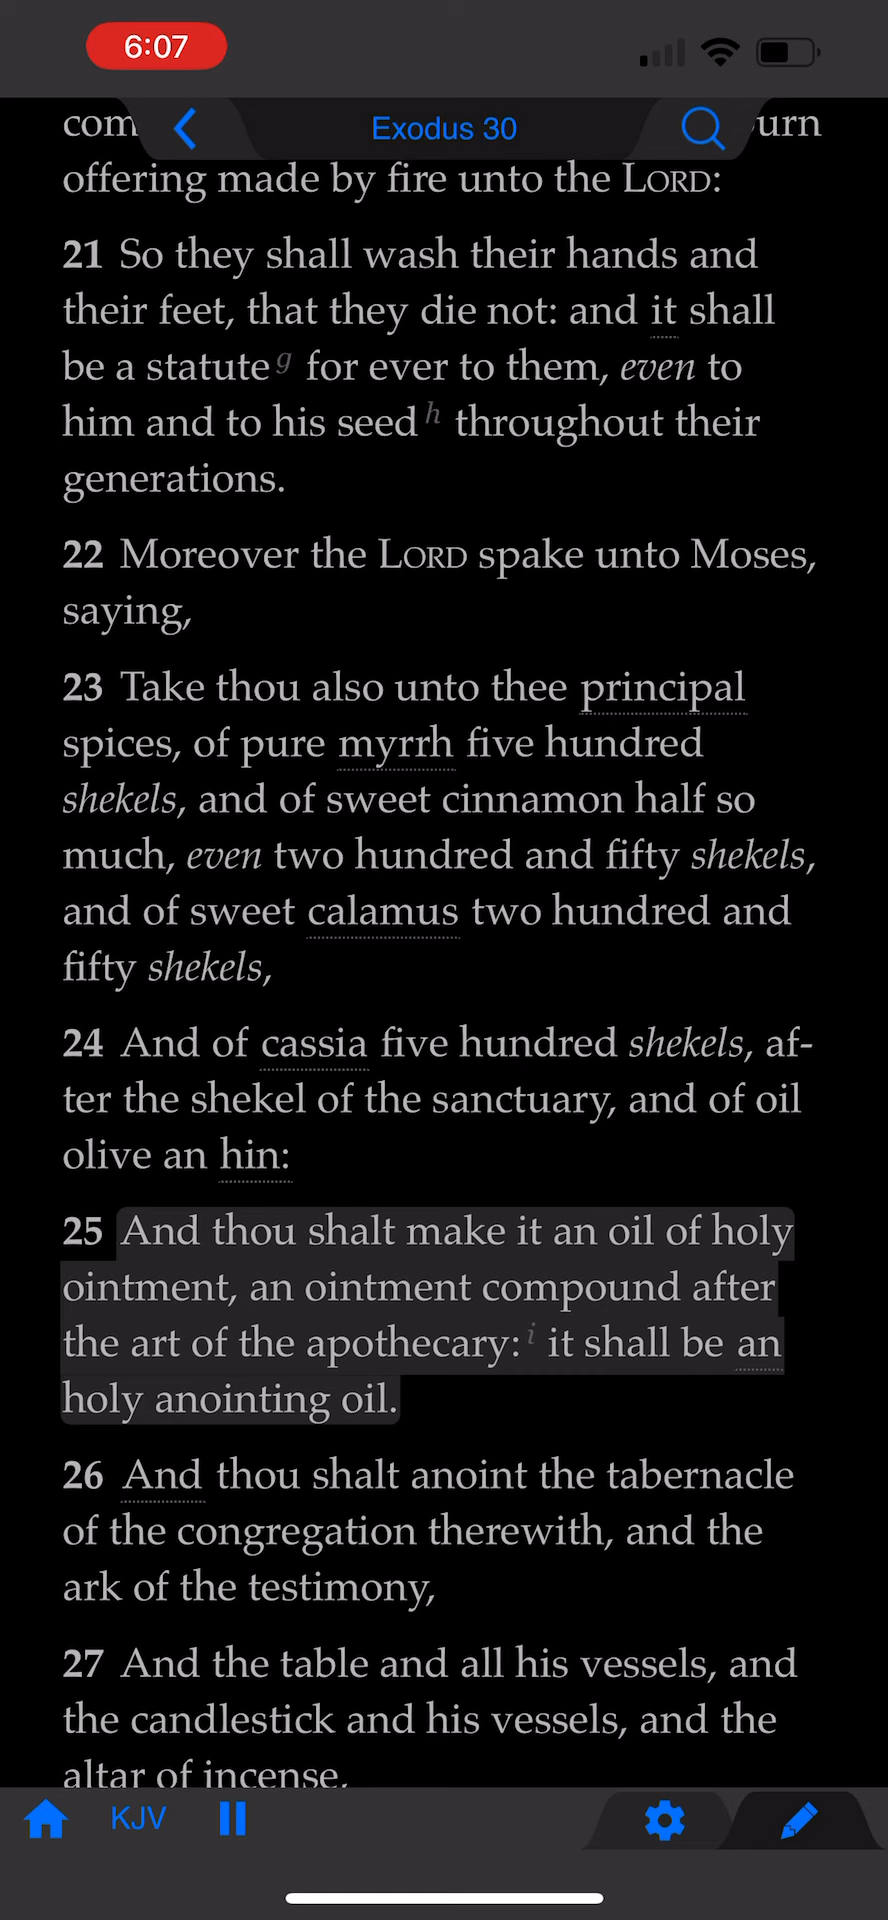 6:07
Exodus 30
com urn
offering made by fire unto the LORD:
21 So they shall wash their hands and
their feet, that they die not: and it shall
be a statute g for ever to them, even to
him and to his seed h throughout their
generations.
22 Moreover the LORD spake unto Moses,
saying,
23 Take thou also unto thee principal
spices, of pure myrrh five hundred
shekels, and of sweet cinnamon half so
much, even two hundred and fifty shekels,
and of sweet calamus two hundred and
fifty shekels,
24 And of cassia five hundred shekels, af-
ter the shekel of the sanctuary, and of oil
olive an hin:
25 And thou shalt make it an oil of holy
ointment, an ointment compound after
the art of the apothecary: i it shall be an
holy anointing oil.
26 And thou shalt anoint the tabernacle
of the congregation therewith, and the
ark of the testimony,
27 And the table and all his vessels, and
the candlestick and his vessels, and the
altar of incense,
KJV